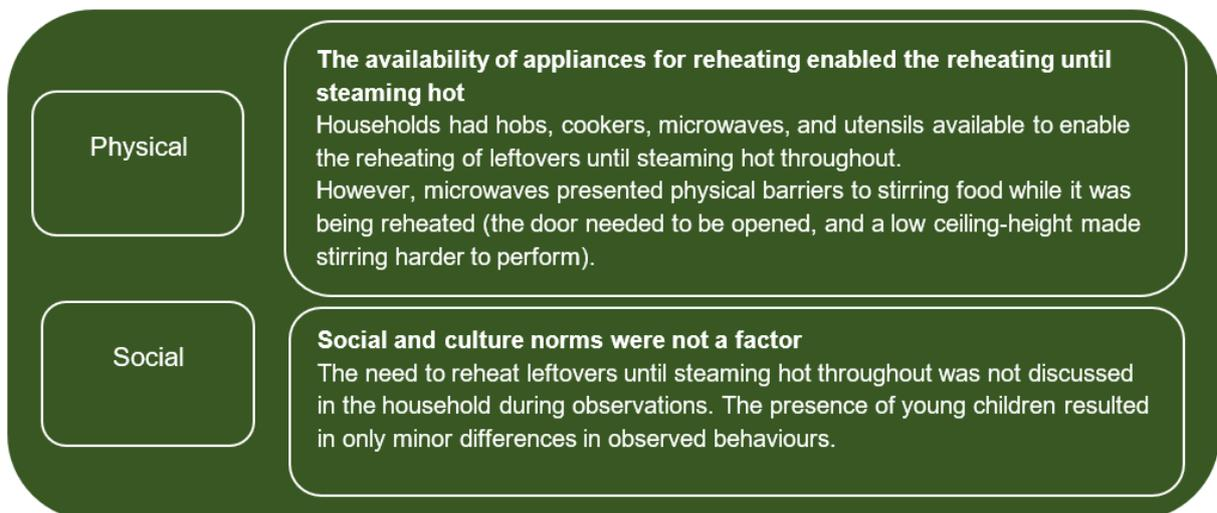 Physical
The availability of appliances for reheating enabled the reheating until
steaming hot
Households had hobs, cookers, microwaves, and utensils available to enable
the reheating of leftovers until steaming hot throughout.
However, microwaves presented physical barriers to stirring food while it was
being reheated (the door needed to be opened, and a low ceiling-height made
stirring harder to perform).
Social
Social and culture norms were not a factor
The need to reheat leftovers until steaming hot throughout was not discussed
in the household during observations. The presence of young children resulted
in only minor differences in observed behaviours.